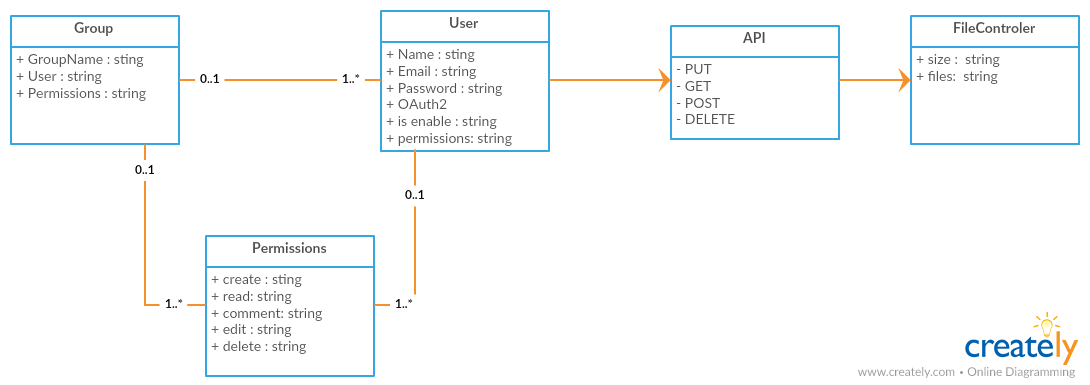 Group
+ GroupName : sting
+ User : string
+ Permissions : string
0..1
1..*
User
+ Name : sting
+ Email : string
+ Password : string
+ OAuth2
+ is enable : string
+ permissions: string
API
- PUT
- GET
- POST
- DELETE
FileControler
+ size :  string
+ files:  string
0..1
0..1
Permissions
+ create : sting
+ read: string
+ comment: string
+ edit : string
+ delete : string
1..*
1..*
creately
www.creately.com • Online Diagramming